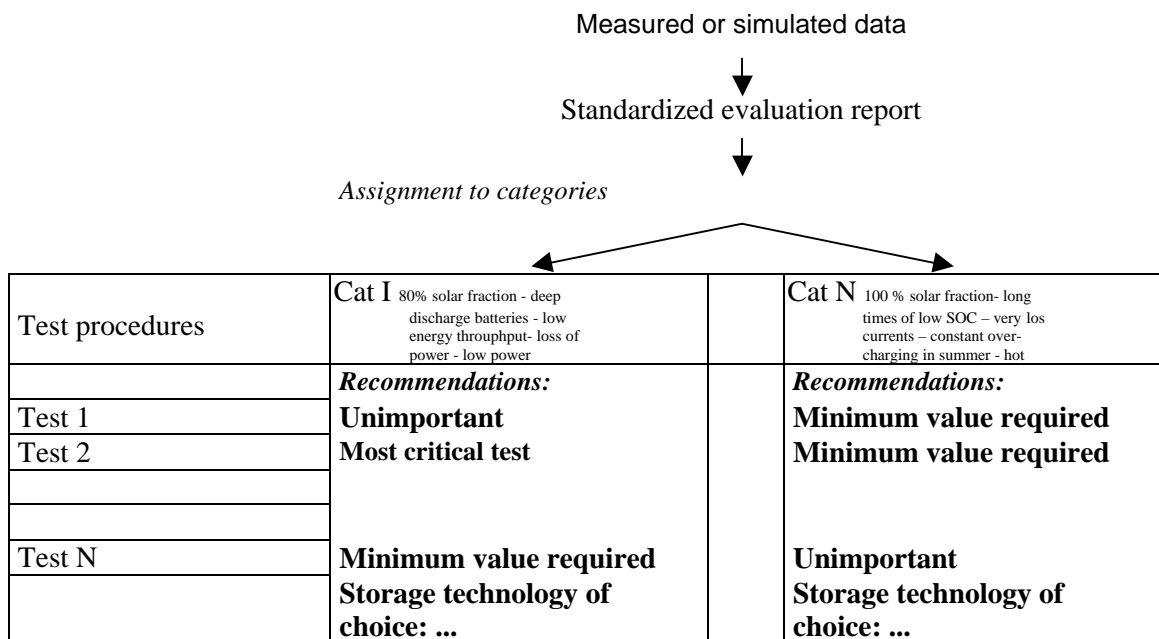 Measured or simulated data
Standardized evaluation report
Assignment to categories
Test procedures
Cat I 80% solar fraction - deep
discharge batteries - low
energy throuphput- loss of
power - low power
Cat N 100 % solar fraction- long
times of low SOC – very los
currents – constant over-
charging in summer - hot
Recommendations:
Recommendations:
Test 1
Unimportant
Minimum value required
Test 2
Most critical test
Minimum value required
Test N
Minimum value required
Unimportant
Storage technology of
choice: ...
Storage technology of
choice: ...